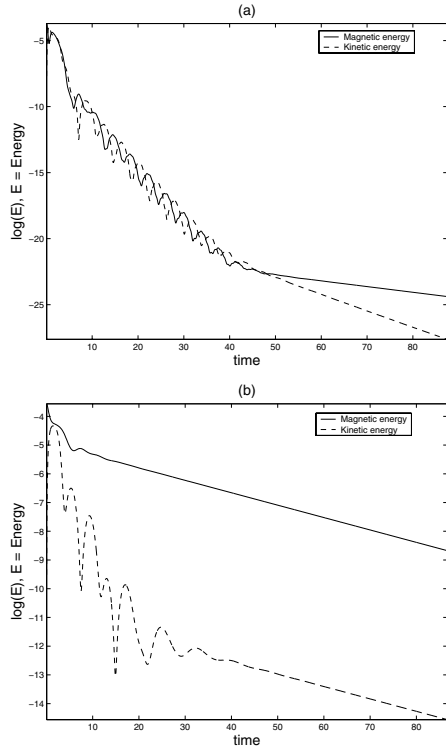 (a)
Magnetic energy
Kinetic energy
−5
−10
−15
−20
−25
log(E), E = Energy
10 20 30 40 50 60 70 80
time
(b)
Magnetic energy
Kinetic energy
−4
−5
−6
−7
−8
−9
−10
−11
−12
−13
−14
log(E), E = Energy
10 20 30 40 50 60 70 80
time